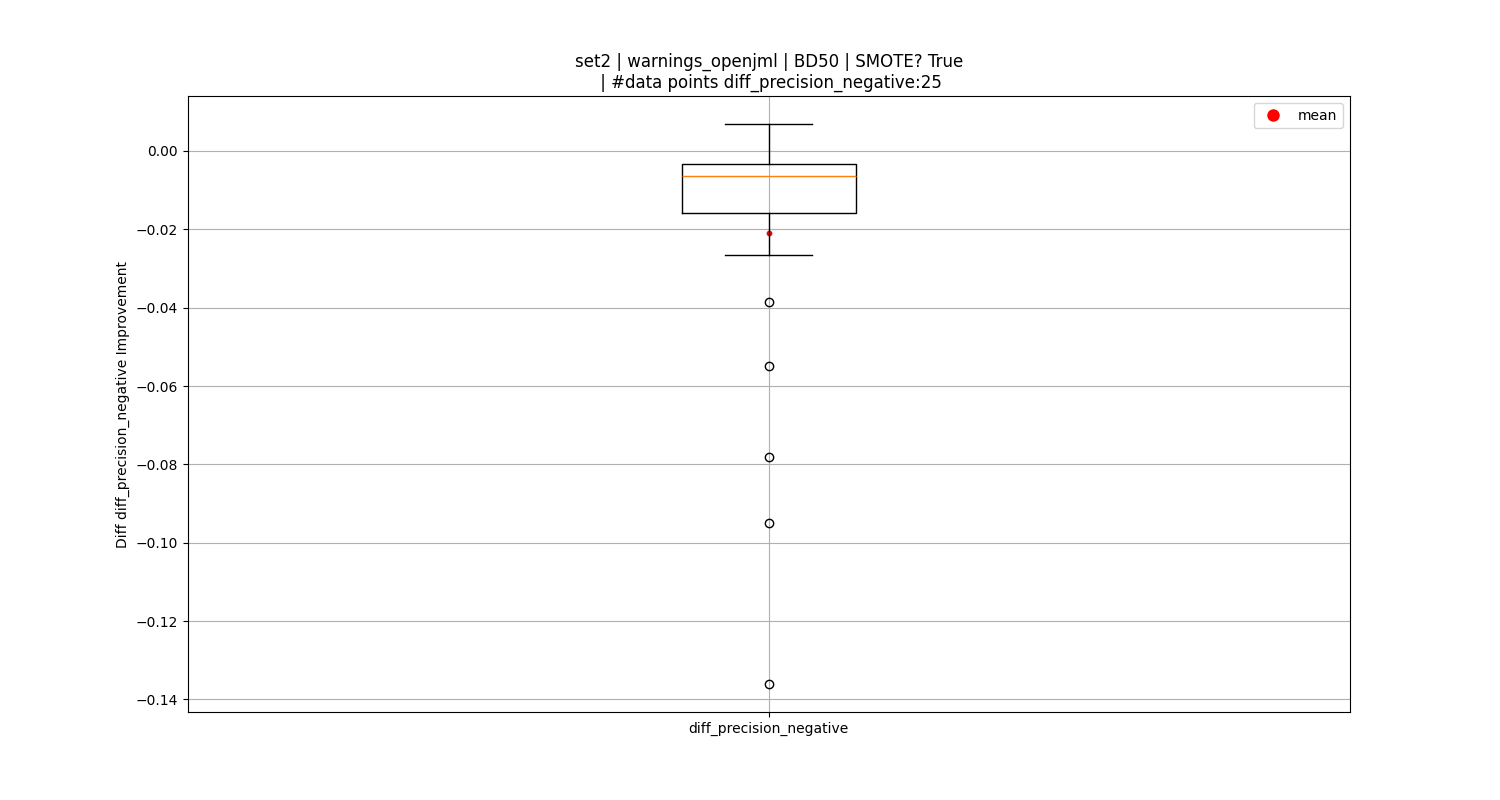 set2 | warnings_openjml | BD50 | SMOTE? True
| #data points diff_precision_negative:25
mean
0.00
−0.02
−0.04
−0.06
−0.08
−0.10
−0.12
−0.14
Diff diff_precision_negative Improvement
diff_precision_negative